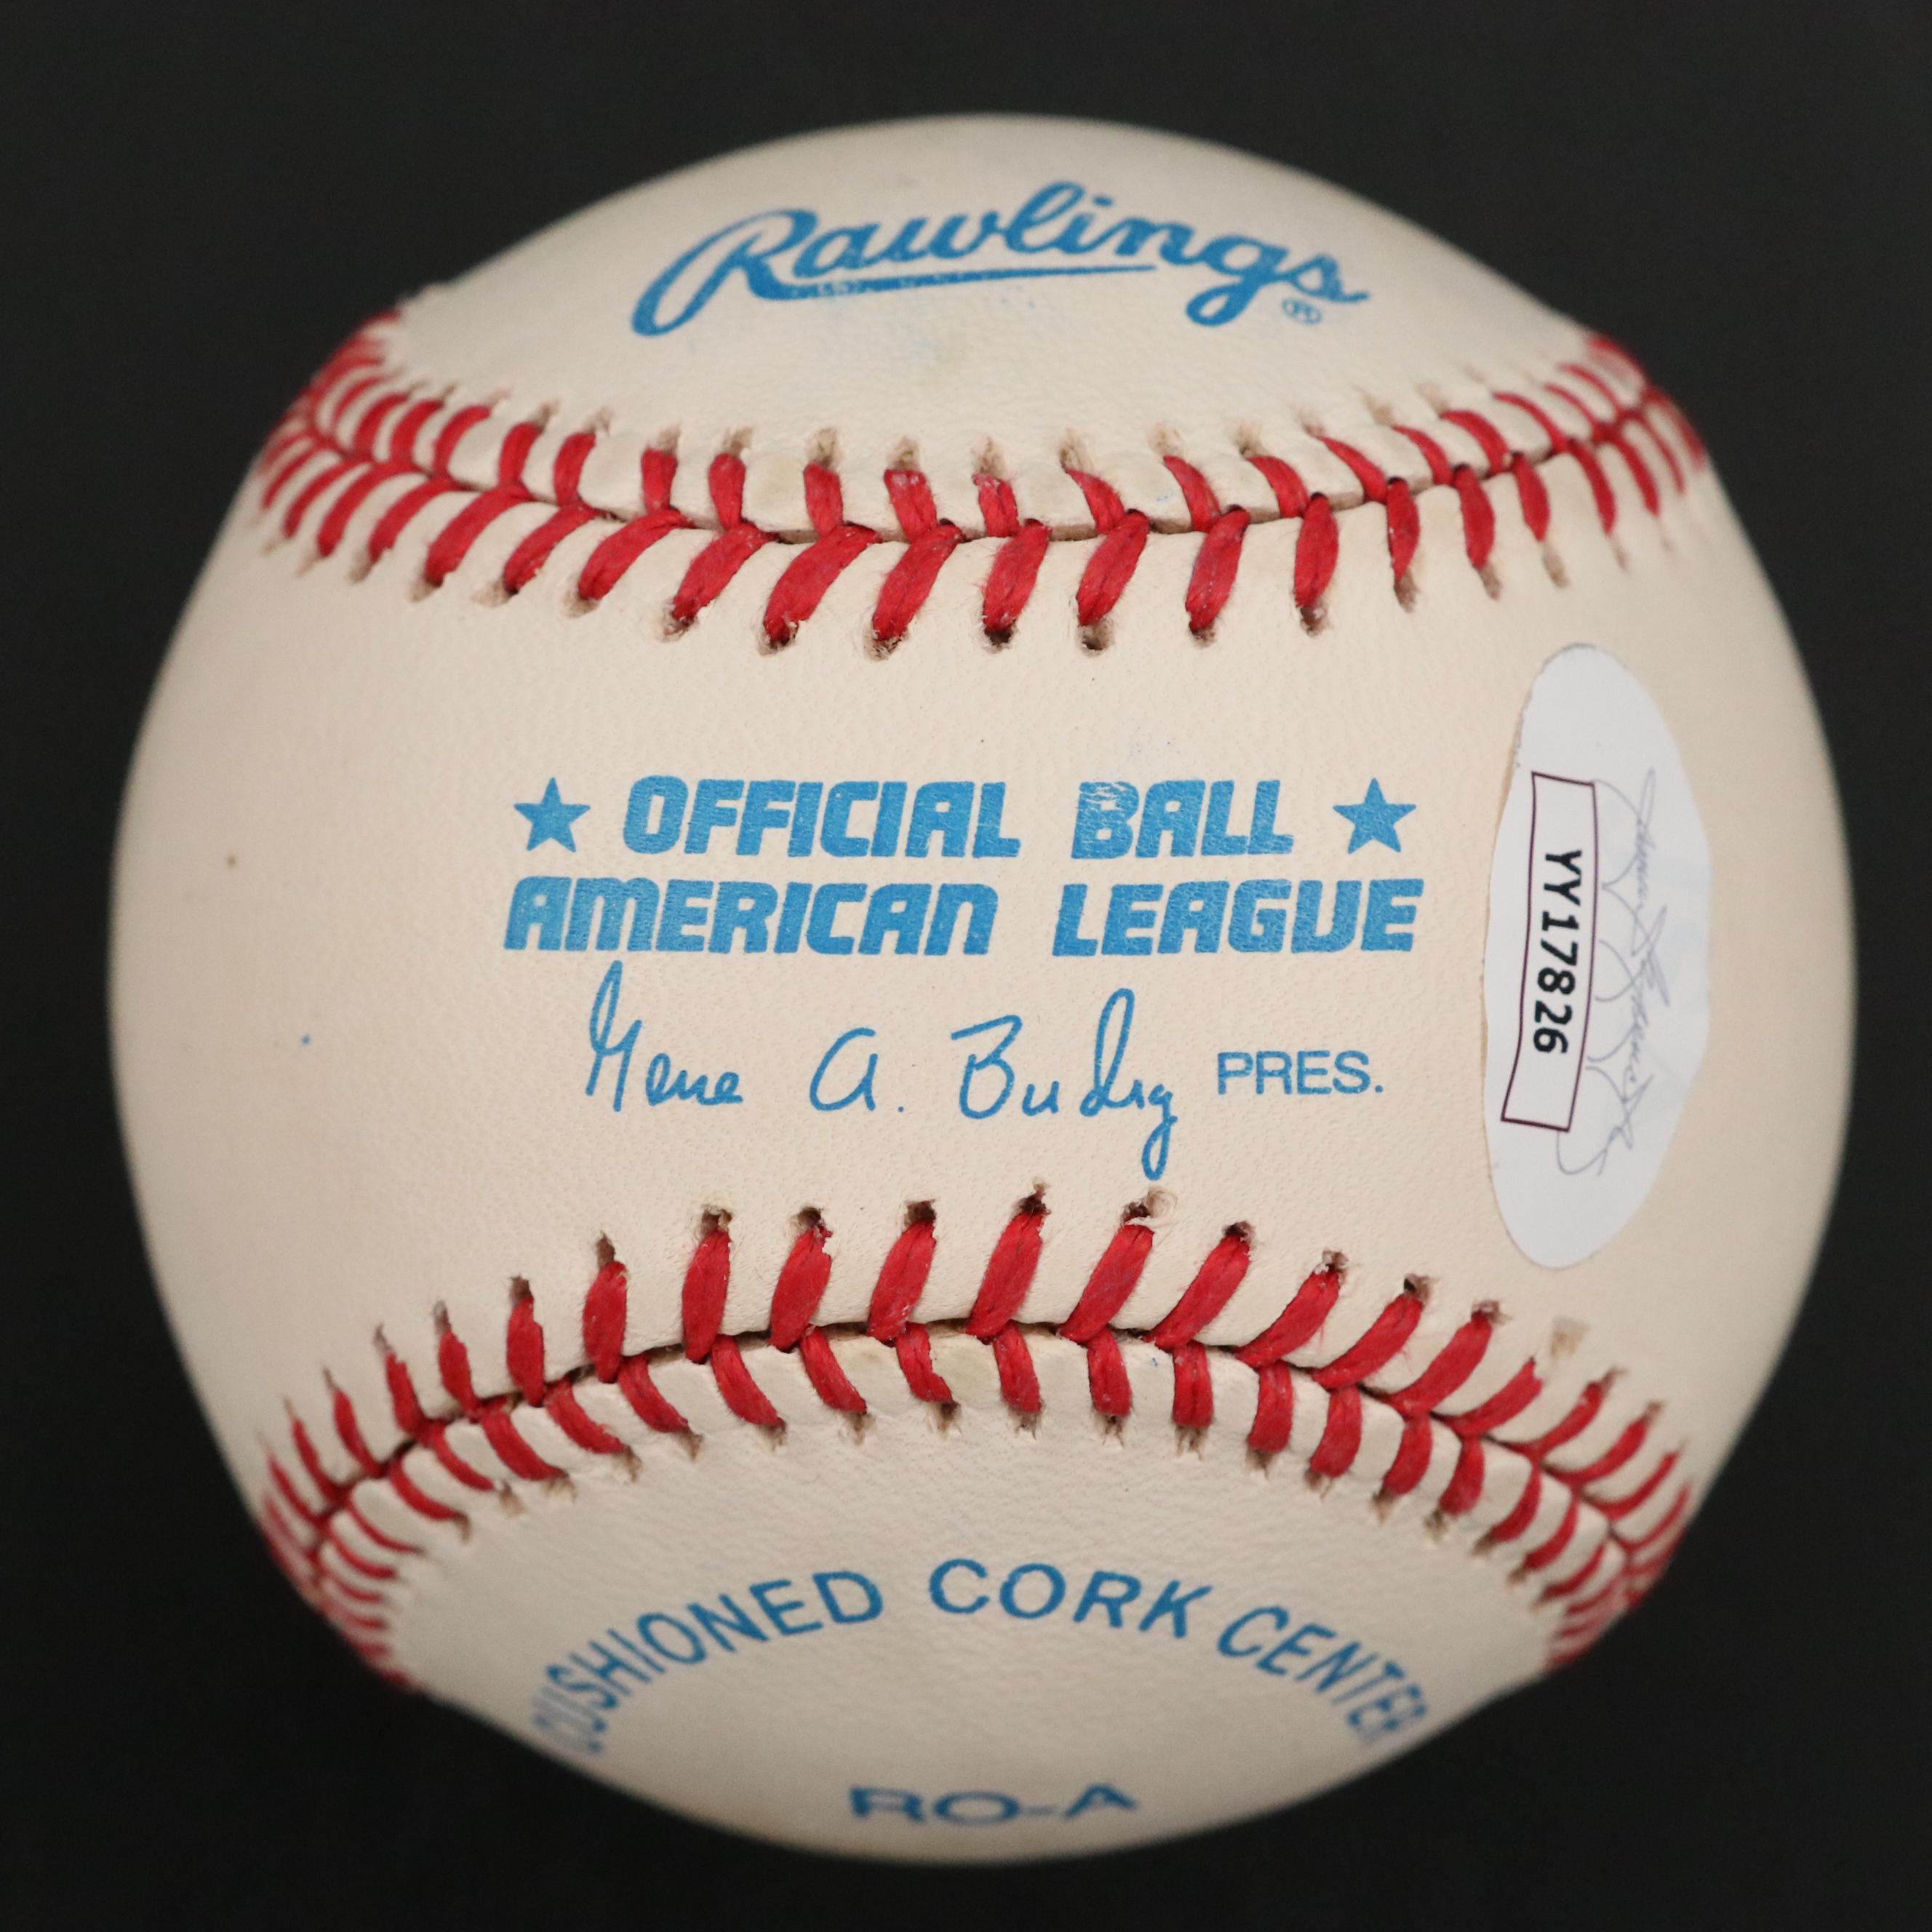 Rawlings ®
★ OFFICIAL BALL ★
AMERICAN LEAGUE
Gene A. Budig PRES.
YY17826
CUSHIONED CORK CENTER
RO-A